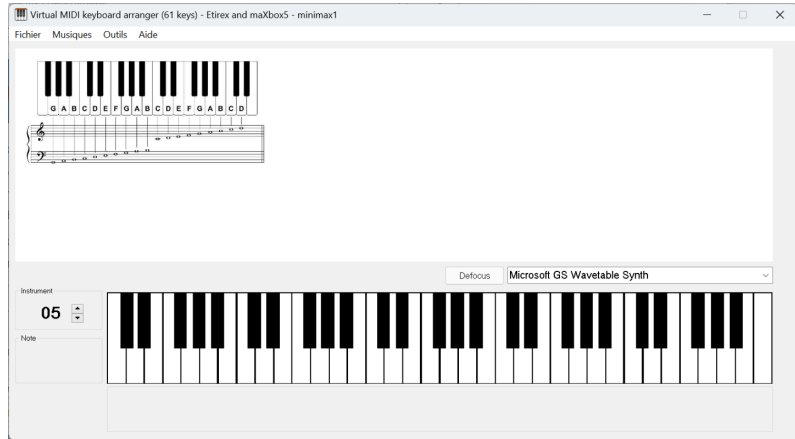 Virtual MIDI keyboard arranger (61 keys) - Etirex and maXbox5 - minimax1
Fichier Musiques Outils Aide
G A B C D E F G A B C D E F G A B C D
Defocus Microsoft GS Wavetable Synth
Instrument
05
Note